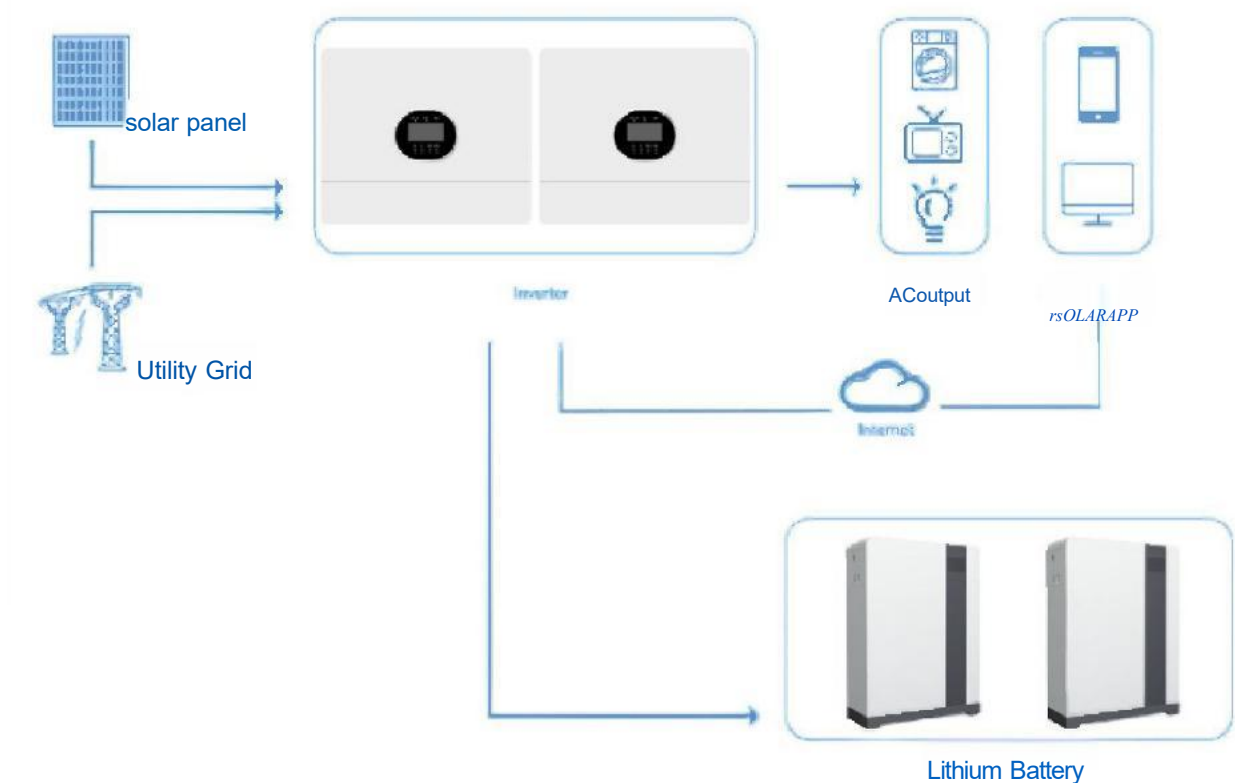 solar panel
Inverter
ACoutput
rsOLARAPP
Utility Grid
Internet
Lithium Battery